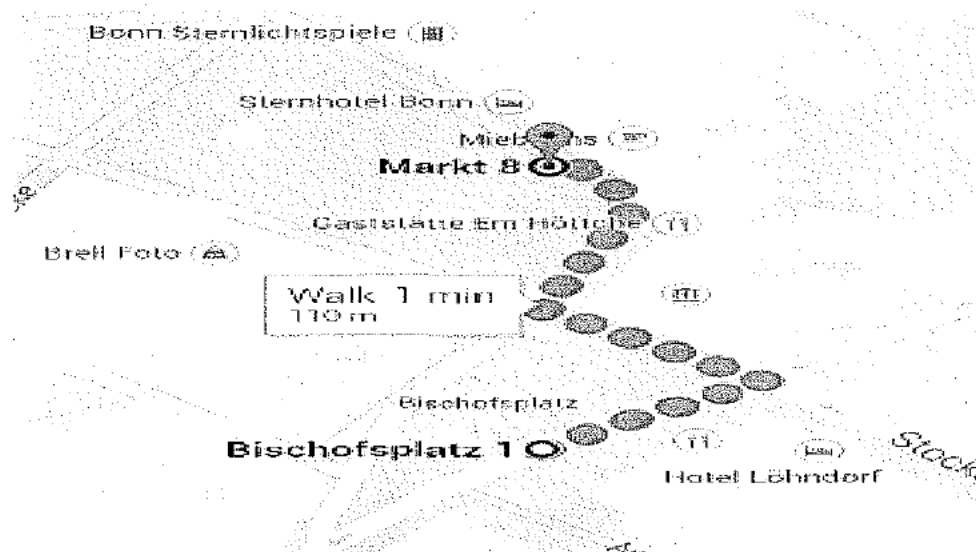 Bonn Sternlichtspiele
Sternhotel Bonn
Markt 8
Gaststätte Em Höttche
Brell Foto
Walk 1 min
110 m
Bischofsplatz
Bischofsplatz 1
Hotel Löhndorf